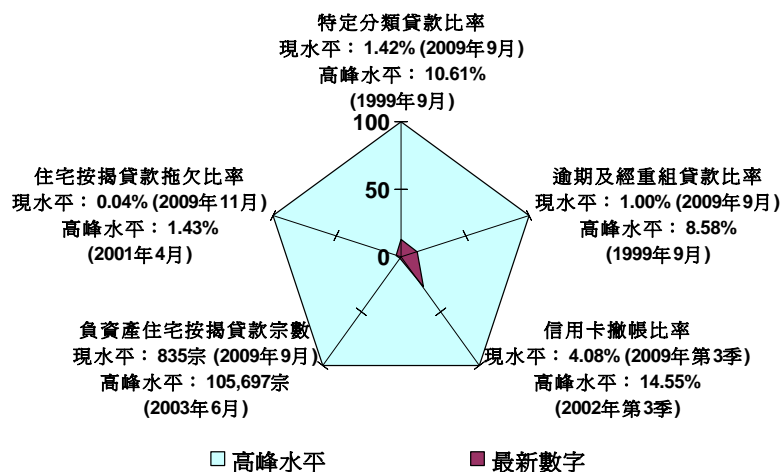 特定分類貸款比率
現水平：1.42% (2009年9月)
高峰水平：10.61%
(1999年9月)
100
50
0
住宅按揭貸款拖欠比率
現水平：0.04% (2009年11月)
高峰水平：1.43%
(2001年4月)
逾期及經重組貸款比率
現水平：1.00% (2009年9月)
高峰水平：8.58%
(1999年9月)
負資產住宅按揭貸款宗數
現水平：835宗 (2009年9月)
高峰水平：105,697宗
(2003年6月)
信用卡撇帳比率
現水平：4.08% (2009年第3季)
高峰水平：14.55%
(2002年第3季)
高峰水平
最新數字